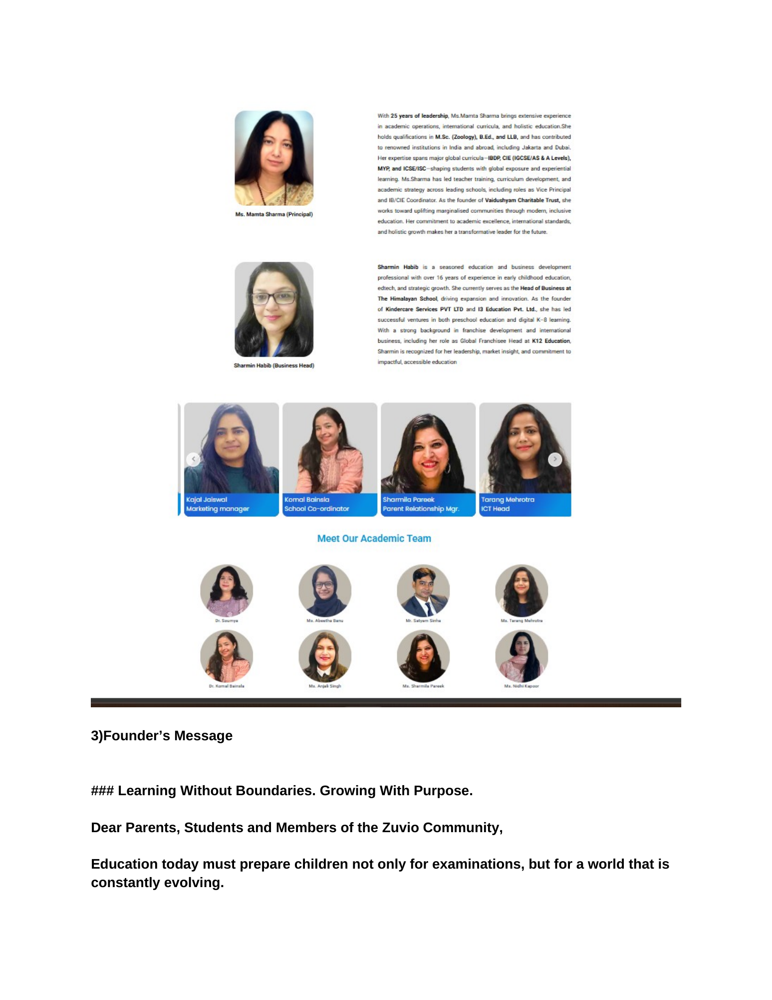 With 25 years of leadership, Ms.Mamta Sharma brings extensive experience
in academic operations, international curricula, and holistic education.She
holds qualifications in M.Sc. (Zoology), B.Ed., and LLB, and has contributed
to renowned institutions in India and abroad, including Jakarta and Dubai.
Her expertise spans major global curricula—IBDP, CIE (IGCSE/AS & A Levels),
MYP, and ICSE/ISC—shaping students with global exposure and experiential
learning. Ms.Sharma has led teacher training, curriculum development, and
academic strategy across leading schools, including roles as Vice Principal
and IB/CIE Coordinator. As the founder of Vaidushyam Charitable Trust, she
works toward uplifting marginalised communities through modern, inclusive
education. Her commitment to academic excellence, international standards,
and holistic growth makes her a transformative leader for the future.
Ms. Mamta Sharma (Principal)
Sharmin Habib is a seasoned education and business development
professional with over 16 years of experience in early childhood education,
edtech, and strategic growth. She currently serves as the Head of Business at
The Himalayan School, driving expansion and innovation. As the founder
of Kindercare Services PVT LTD and I3 Education Pvt. Ltd., she has led
successful ventures in both preschool education and digital K–8 learning.
With a strong background in franchise development and international
business, including her role as Global Franchisee Head at K12 Education,
Sharmin is recognized for her leadership, market insight, and commitment to
impactful, accessible education
Sharmin Habib (Business Head)
Kajal Jaiswal
Marketing manager
Komal Bainsla
School Co-ordinator
Sharmila Pareek
Parent Relationship Mgr.
Tarang Mehrotra
ICT Head
Meet Our Academic Team
Dr. Soumya
Ms. Abeetha Banu
Mr. Satyam Sinha
Ms. Tarang Mehrotra
Dr. Komal Bainsla
Ms. Anjali Singh
Ms. Sharmila Pareek
Ms. Nidhi Kapoor
3)Founder’s Message
### Learning Without Boundaries. Growing With Purpose.
Dear Parents, Students and Members of the Zuvio Community,
Education today must prepare children not only for examinations, but for a world that is
constantly evolving.